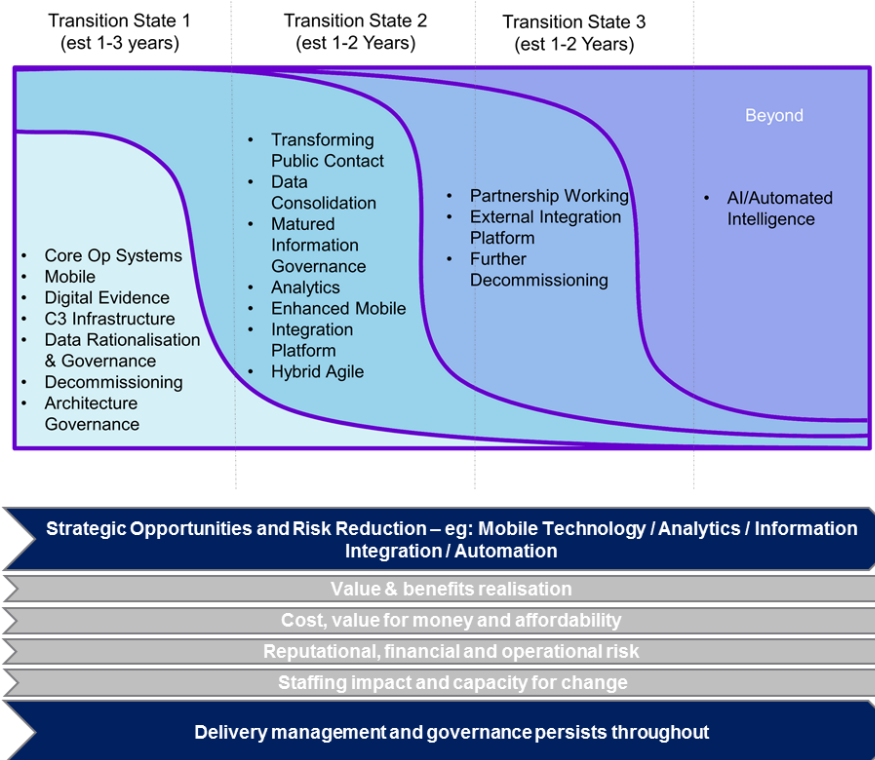 Transition State 1
(est 1-3 years)
Transition State 2
(est 1-2 Years)
Transition State 3
(est 1-2 Years)
Beyond
• Core Op Systems
• Mobile
• Digital Evidence
• C3 Infrastructure
• Data Rationalisation
& Governance
• Decommissioning
• Architecture
Governance
• Transforming
Public Contact
• Data
Consolidation
• Matured
Information
Governance
• Analytics
• Enhanced Mobile
• Integration
Platform
• Hybrid Agile
• Partnership Working
• External Integration
Platform
• Further
Decommissioning
• AI/Automated
Intelligence
Strategic Opportunities and Risk Reduction – eg: Mobile Technology / Analytics / Information
Integration / Automation
Value & benefits realisation
Cost, value for money and affordability
Reputational, financial and operational risk
Staffing impact and capacity for change
Delivery management and governance persists throughout